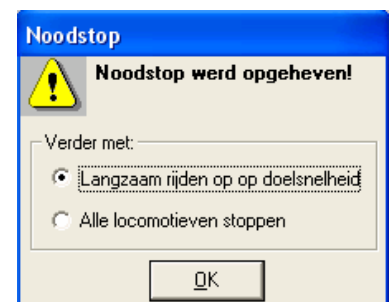 Noodstop
Noodstop werd opgeheven!
Verder met:
Langzaam rijden op op doelsnelheid
Alle locomotieven stoppen
OK